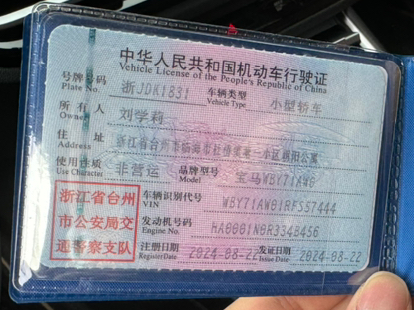 中华人民共和国机动车行驶证
Vehicle License of the People's Republic of China
号牌号码 浙JDK1831 车辆类型 小型轿车
Plate No. Vehicle Type
所有人 刘学莉
Owner
住址 浙江省台州市临海市杜桥镇
Address
使用性质 非营运 品牌型号 宝马WBY71AW0
Use Character Model
浙江省台州
市公安局交
通警察支队
车辆识别代号 WBY71AW01RFS57444
VIN
发动机号码 HA0001N0R3348456
Engine No.
注册日期 2024-08-22 发证日期 2024-08-22
Register Date Issue Date